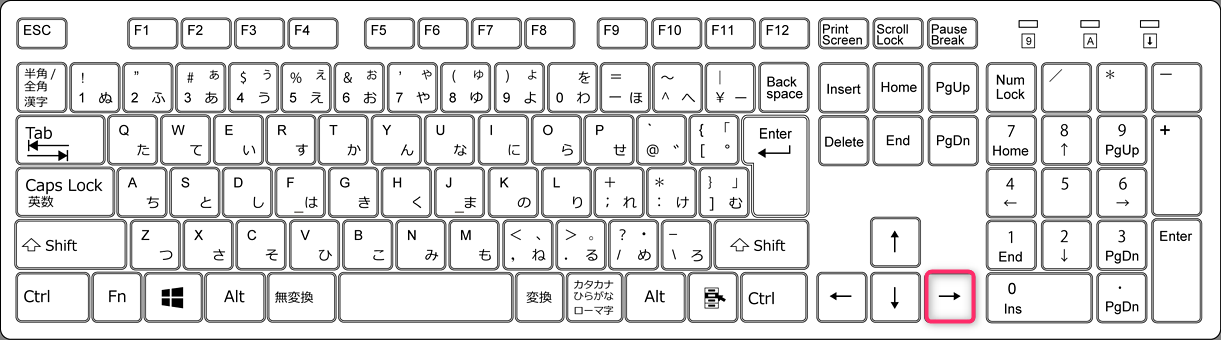 ESC F1 F2 F3 F4 F5 F6 F7 F8 F9 F10 F11 F12 Print Screen Scroll Lock Pause Break 9 A
半角/全角 漢字 ! 1 ぬ ” 2 ふ # ぁ 3 あ $ ぅ 4 う % ぇ 5 え & ぉ 6 お ’ ゃ 7 や ( ゅ 8 ゆ ) ょ 9 よ を 0 わ = ー ほ ～ ^ へ | ￥ ー Back space Insert Home PgUp Num Lock ／ * －
Tab Q た W て E い R す T か Y ん U な I に O ら P せ ` @ ゛ { 「 [ ゜ Enter Delete End PgDn 7 Home 8 ↑ 9 PgUp +
Caps Lock 英数 A ち S と D し F _は G き H く J _ま K の L り + ; れ * : け } 」 ] む 4 ← 5 6 →
Shift Z つ X さ C そ V ひ B こ N み M も < 、 , ね > 。 . る ? ・ / め _ \ ろ Shift ↑ 1 End 2 ↓ 3 PgDn Enter
Ctrl Fn Alt 無変換 変換 カタカナ ひらがな ローマ字 Alt Ctrl ← ↓ → 0 Ins . PgDn